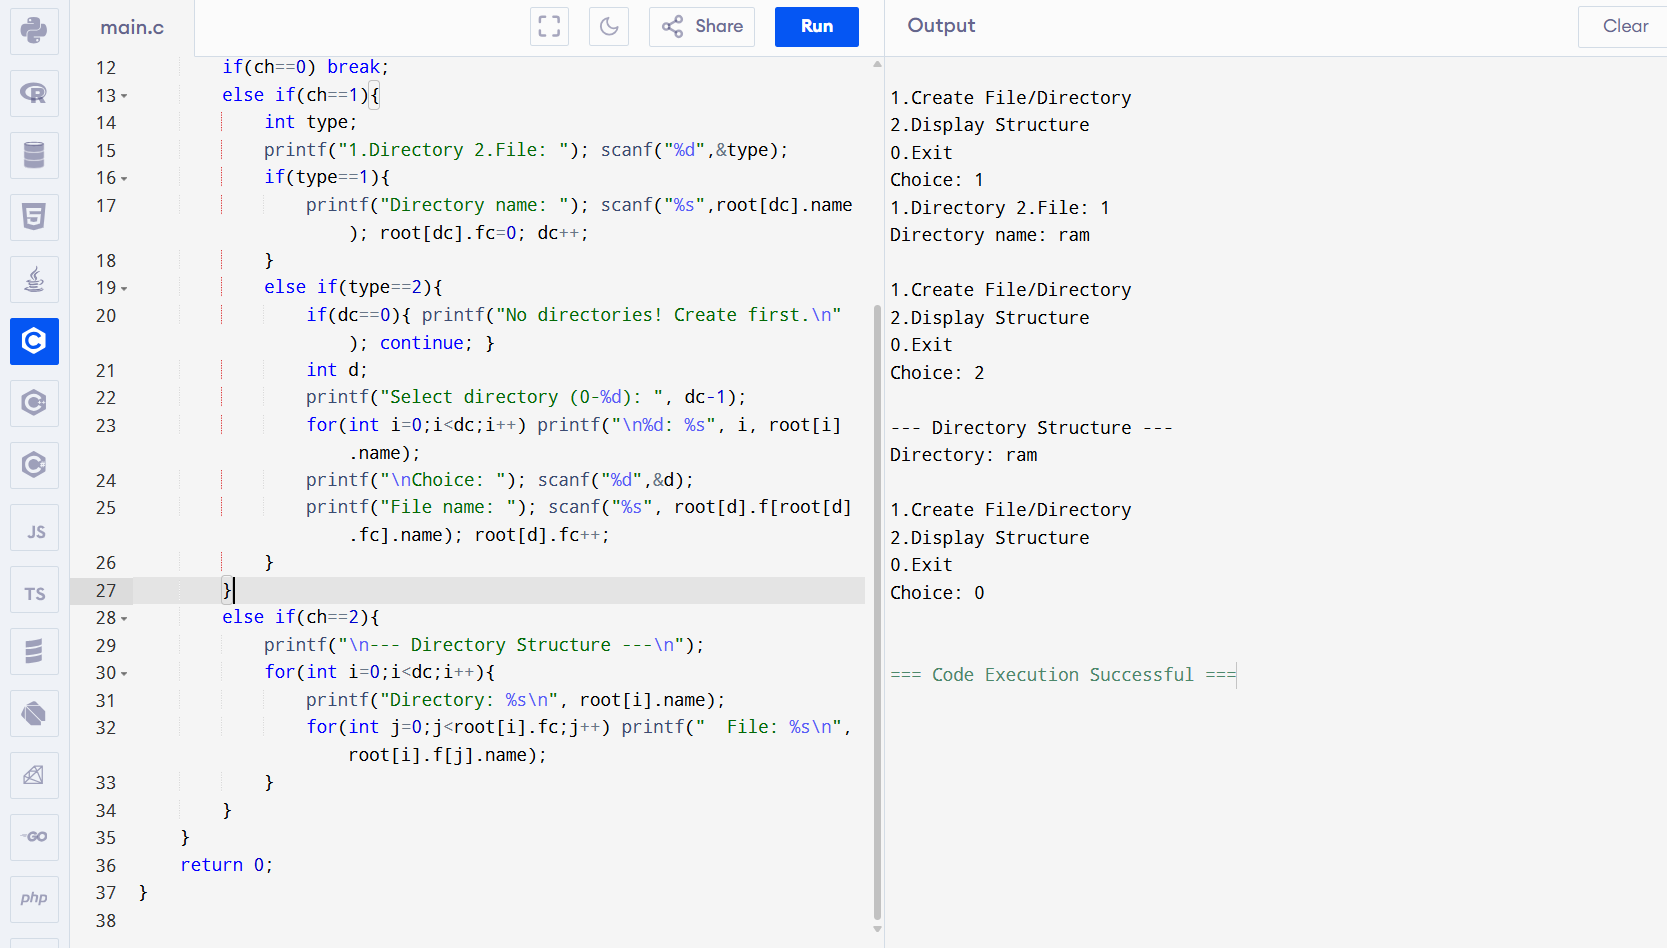 main.c
Share
Run
Output
Clear
12 if(ch==0) break;
13 else if(ch==1){
14 int type;
15 printf("1.Directory 2.File: "); scanf("%d",&type);
16 if(type==1){
17 printf("Directory name: "); scanf("%s",root[dc].name
); root[dc].fc=0; dc++;
18 }
19 else if(type==2){
20 if(dc==0){ printf("No directories! Create first.\n"
); continue; }
21 int d;
22 printf("Select directory (0-%d): ", dc-1);
23 for(int i=0;i<dc;i++) printf("\n%d: %s", i, root[i]
.name);
24 printf("\nChoice: "); scanf("%d",&d);
25 printf("File name: "); scanf("%s", root[d].f[root[d]
.fc].name); root[d].fc++;
26 }
27 }
28 else if(ch==2){
29 printf("\n--- Directory Structure ---\n");
30 for(int i=0;i<dc;i++){
31 printf("Directory: %s\n", root[i].name);
32 for(int j=0;j<root[i].fc;j++) printf("  File: %s\n",
root[i].f[j].name);
33 }
34 }
35 }
36 return 0;
37 }
38
1.Create File/Directory
2.Display Structure
0.Exit
Choice: 1
1.Directory 2.File: 1
Directory name: ram
1.Create File/Directory
2.Display Structure
0.Exit
Choice: 2
--- Directory Structure ---
Directory: ram
1.Create File/Directory
2.Display Structure
0.Exit
Choice: 0
=== Code Execution Successful ===
R
5
C
C
C
JS
TS
GO
php